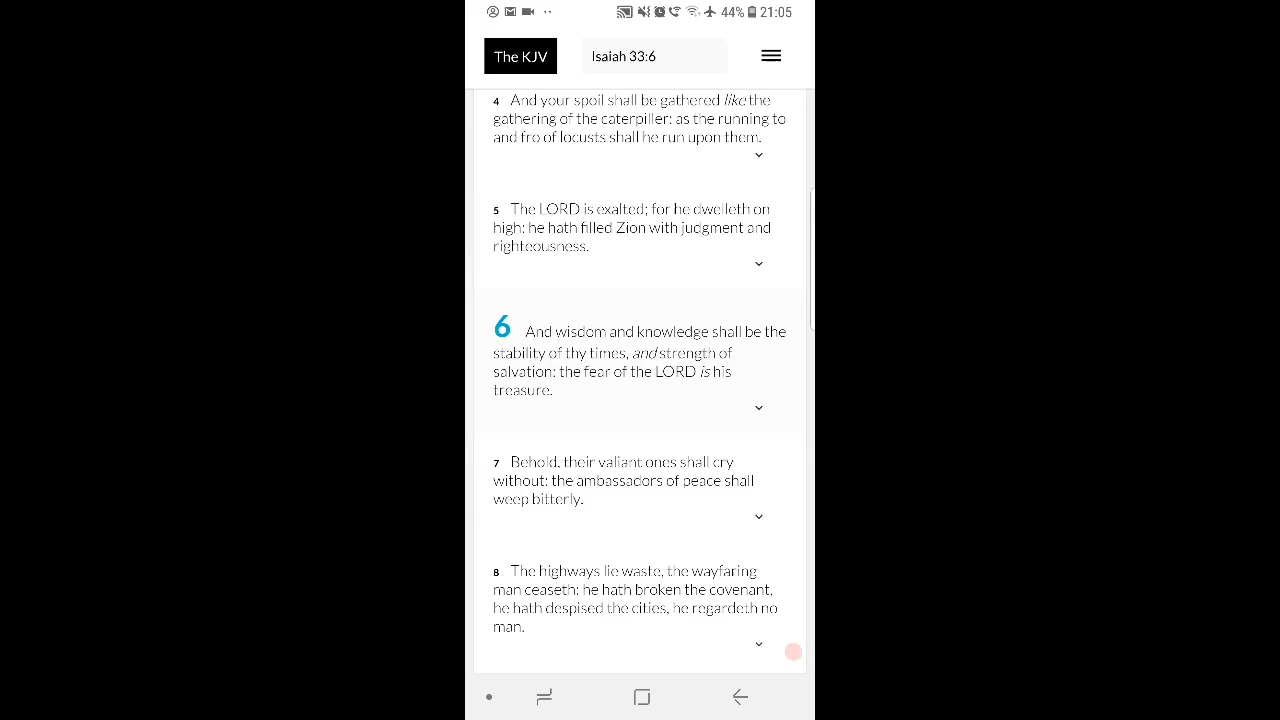 44% 21:05
The KJV Isaiah 33:6
4 And your spoil shall be gathered like the
gathering of the caterpiller: as the running to
and fro of locusts shall he run upon them.
5 The LORD is exalted; for he dwelleth on
high: he hath filled Zion with judgment and
righteousness.
6 And wisdom and knowledge shall be the
stability of thy times, and strength of
salvation: the fear of the LORD is his
treasure.
7 Behold, their valiant ones shall cry
without: the ambassadors of peace shall
weep bitterly.
8 The highways lie waste, the wayfaring
man ceaseth: he hath broken the covenant,
he hath despised the cities, he regardeth no
man.